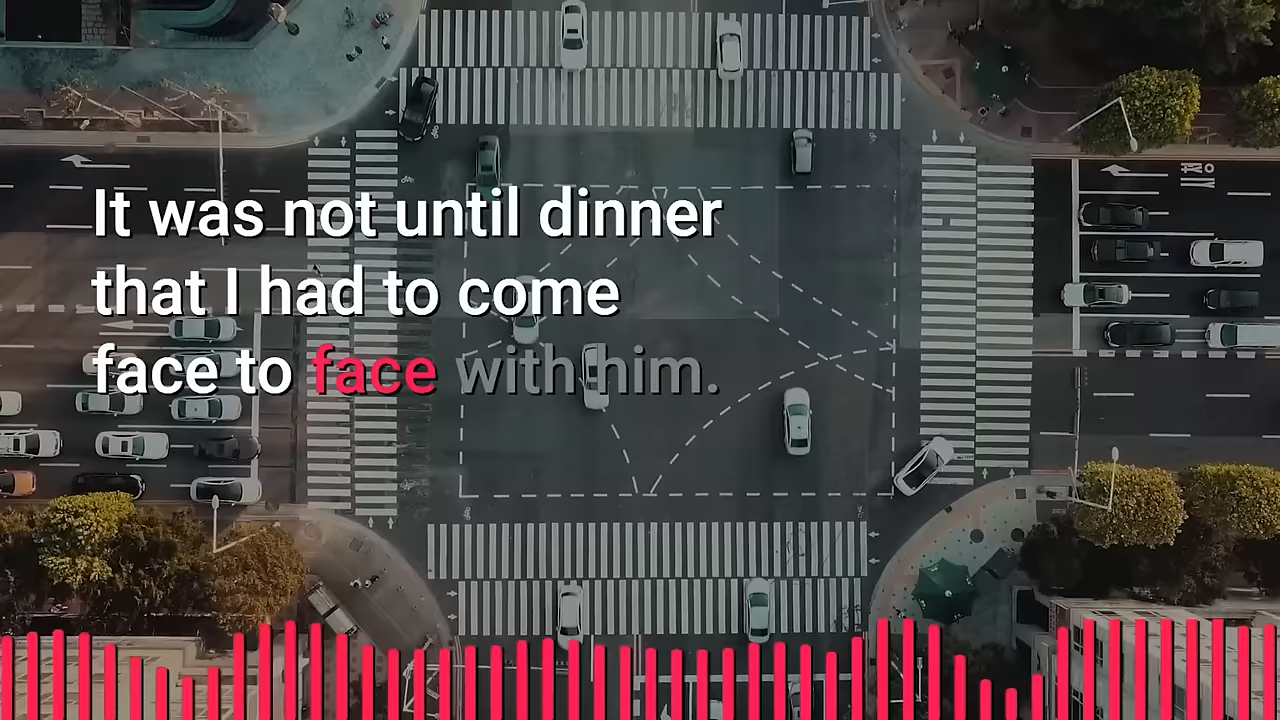 It was not until dinner
that I had to come
face to face with him.